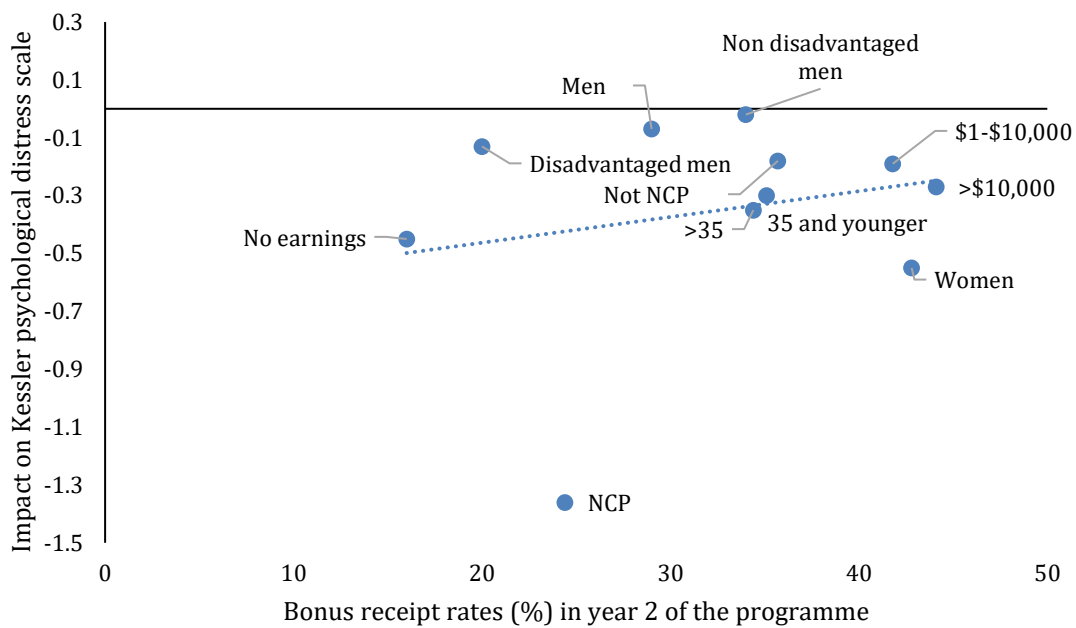 0.3
0.1
-0.1
-0.3
-0.5
-0.7
-0.9
-1.1
-1.3
-1.5
Impact on Kessler psychological distress scale
Non disadvantaged
men
Men
$1-$10,000
Disadvantaged men
Not NCP
>$10,000
>35
35 and younger
No earnings
Women
NCP
0
10
20
30
40
50
Bonus receipt rates (%) in year 2 of the programme